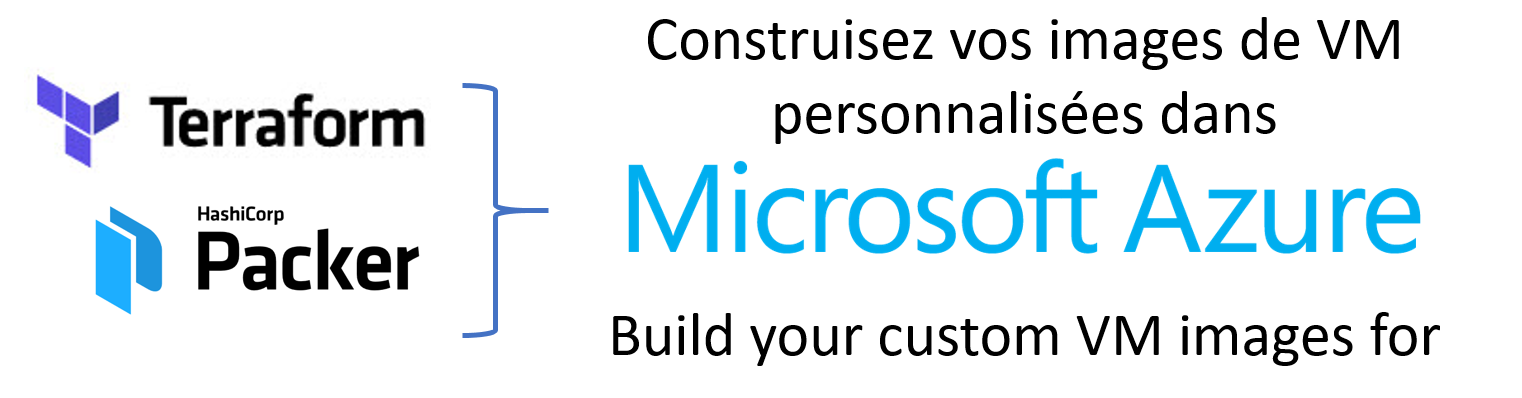 Terraform
HashiCorp
Packer
Construisez vos images de VM
personnalisées dans
Microsoft Azure
Build your custom VM images for